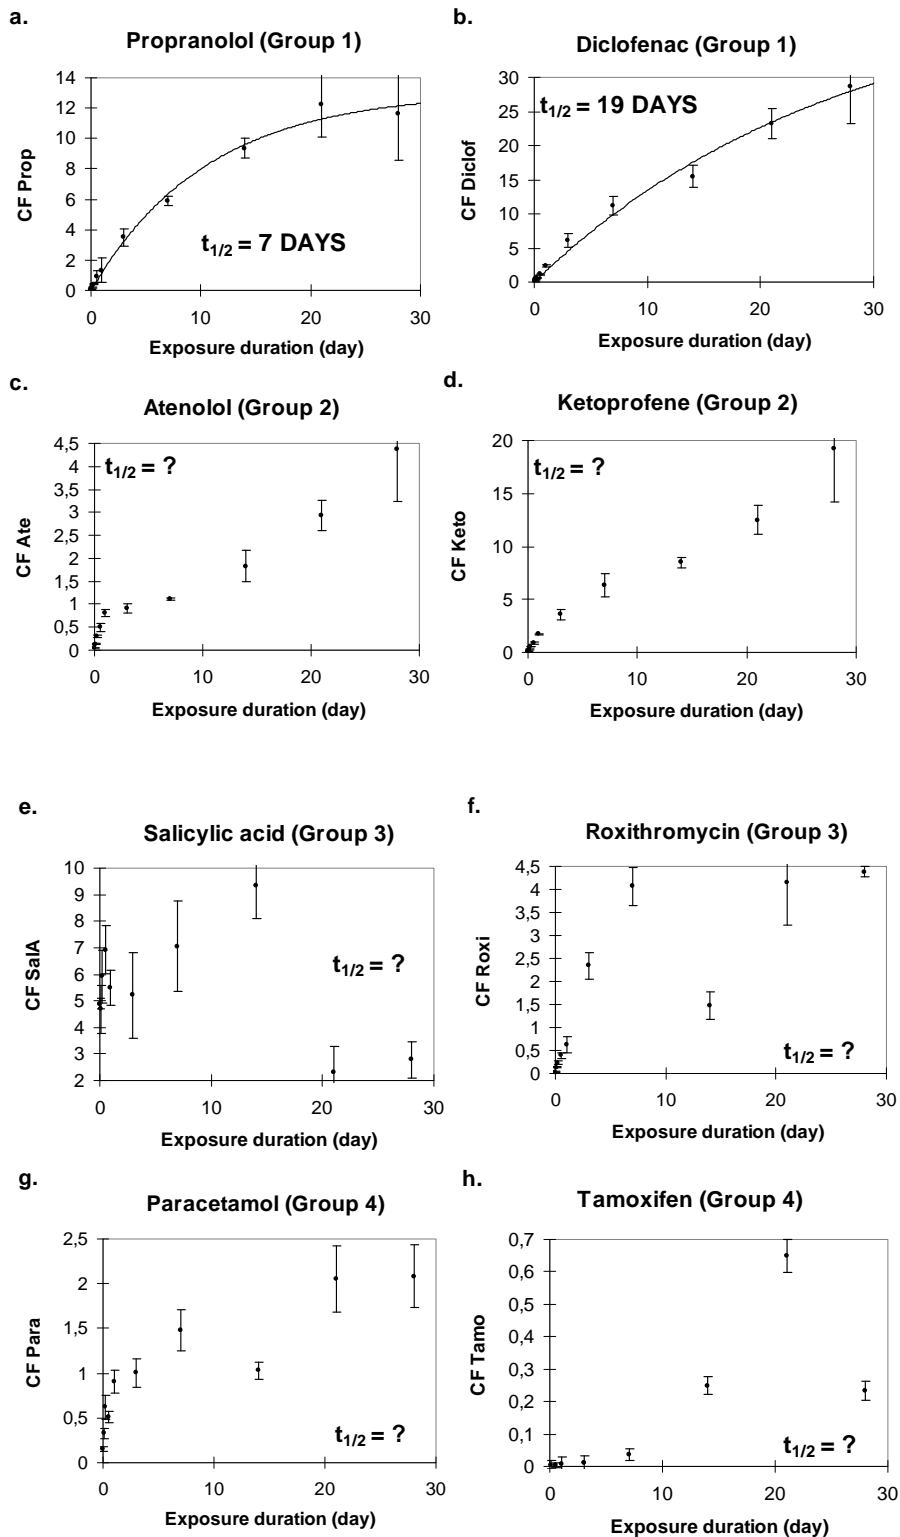 a.
Propranolol (Group 1)
14
12
10
8
6
4
2
0
CF Prop
t1/2 = 7 DAYS
0 10 20 30
Exposure duration (day)
b.
Diclofenac (Group 1)
30
25
20
15
10
5
0
CF Diclof
t1/2 = 19 DAYS
0 10 20 30
Exposure duration (day)
c.
Atenolol (Group 2)
4,5
4
3,5
3
2,5
2
1,5
1
0,5
0
CF Ate
t1/2 = ?
0 10 20 30
Exposure duration (day)
d.
Ketoprofene (Group 2)
20
15
10
5
0
CF Keto
t1/2 = ?
0 10 20 30
Exposure duration (day)
e.
Salicylic acid (Group 3)
10
9
8
7
6
5
4
3
2
CF SalA
t1/2 = ?
0 10 20 30
Exposure duration (day)
f.
Roxithromycin (Group 3)
4,5
4
3,5
3
2,5
2
1,5
1
0,5
0
CF Roxi
t1/2 = ?
0 10 20 30
Exposure duration (day)
g.
Paracetamol (Group 4)
2,5
2
1,5
1
0,5
0
CF Para
t1/2 = ?
0 10 20 30
Exposure duration (day)
h.
Tamoxifen (Group 4)
0,7
0,6
0,5
0,4
0,3
0,2
0,1
0
CF Tamo
t1/2 = ?
0 10 20 30
Exposure duration (day)